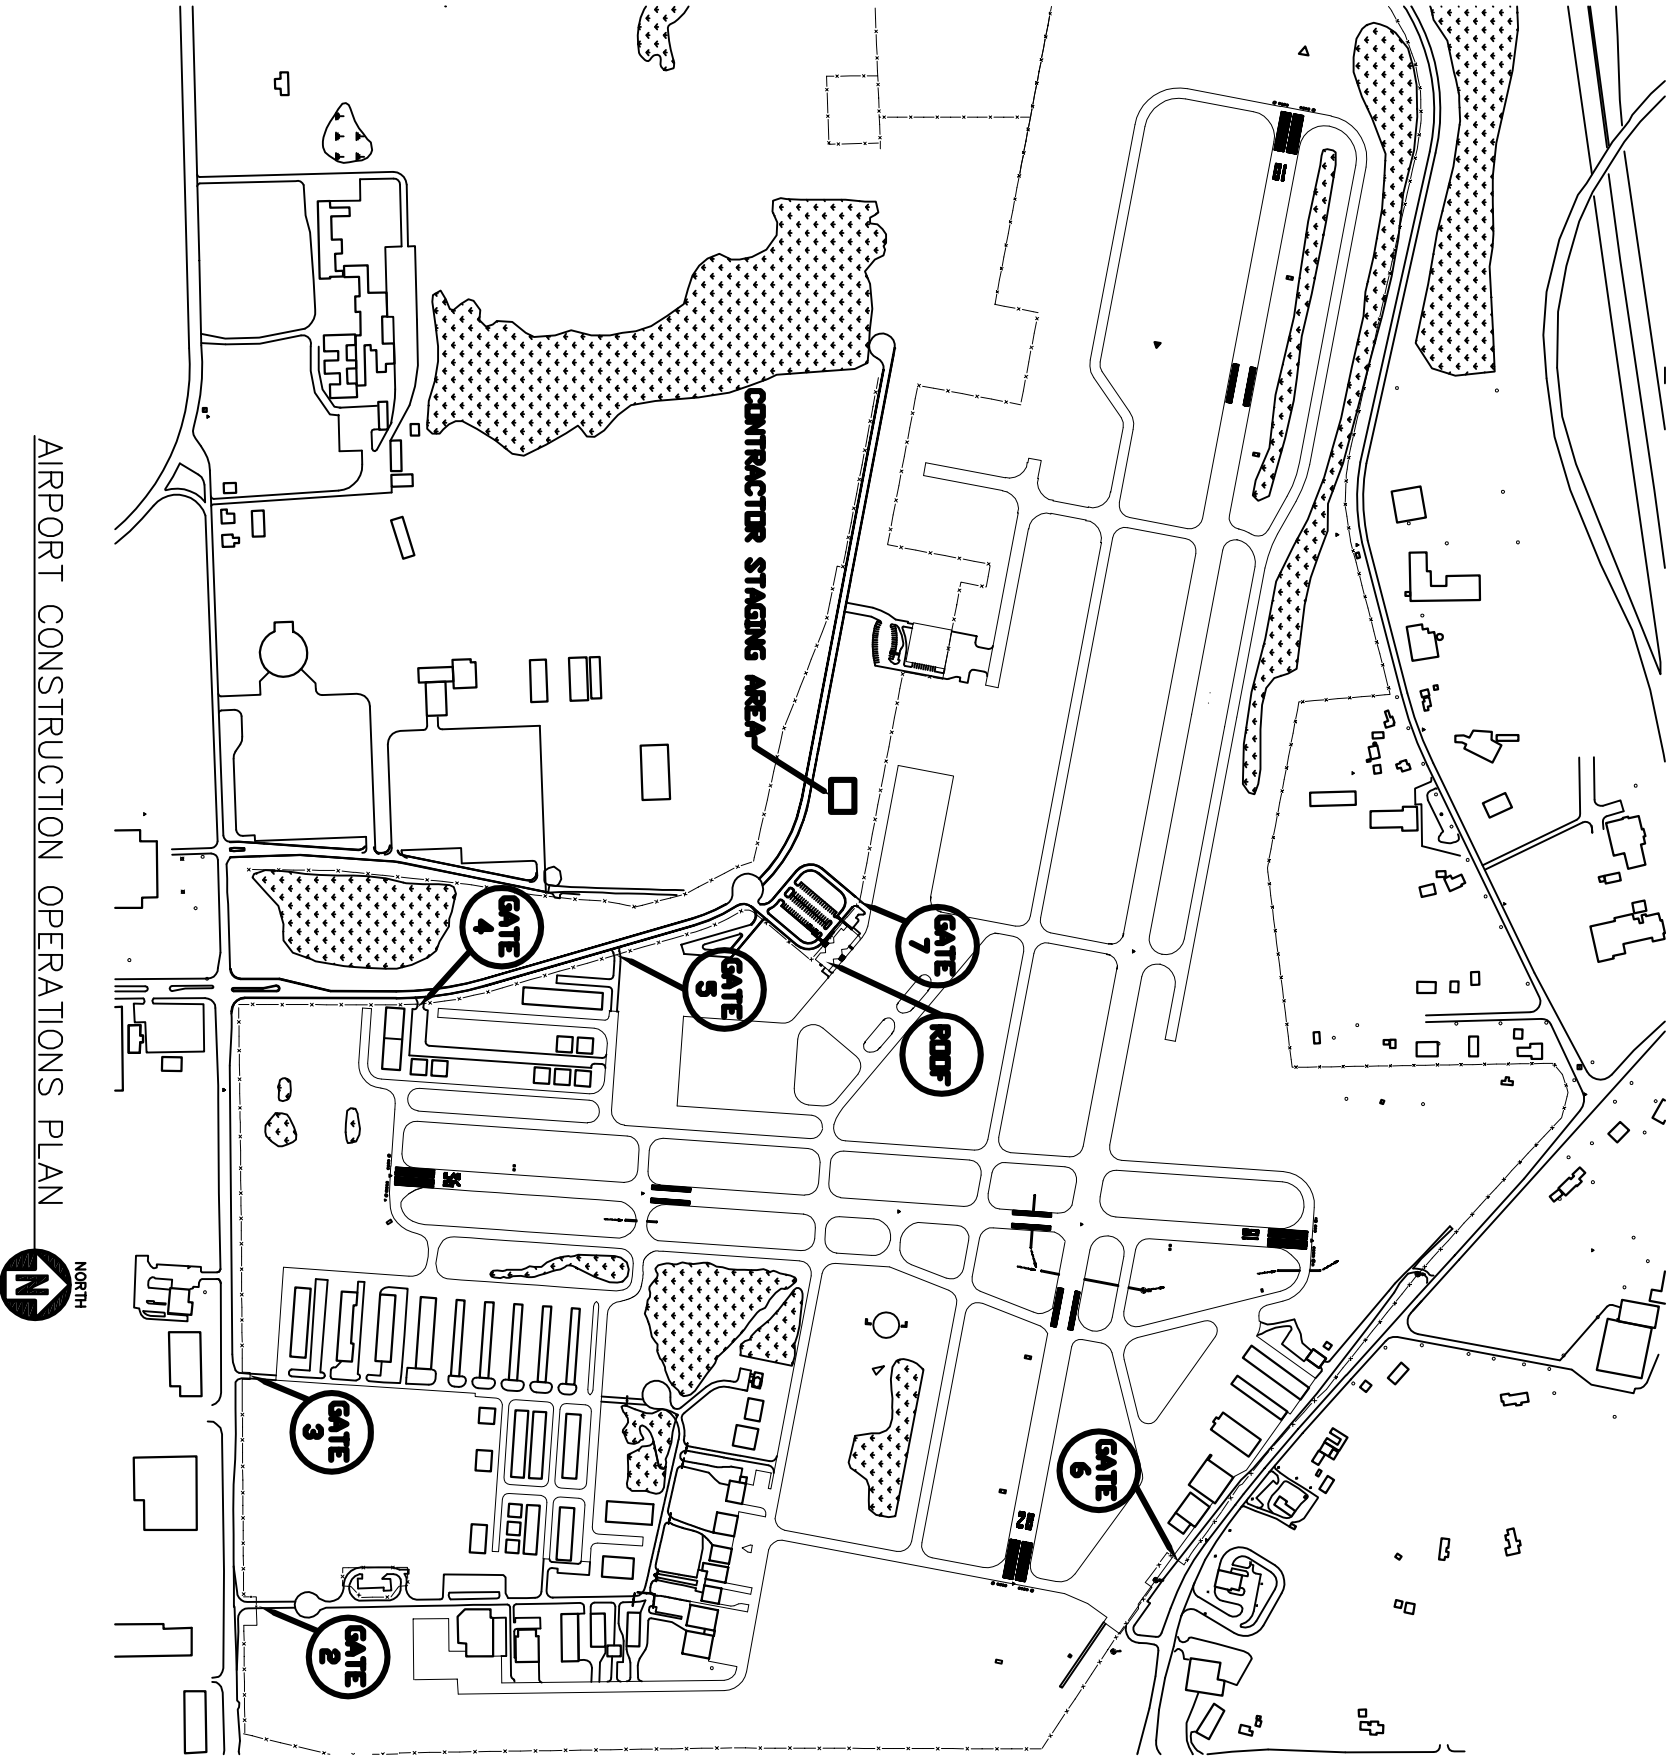 GATE
6
GATE
7
ROOF
CONTRACTOR STAGING AREA
GATE
5
GATE
4
GATE
3
GATE
2
NORTH
N
AIRPORT CONSTRUCTION OPERATIONS PLAN